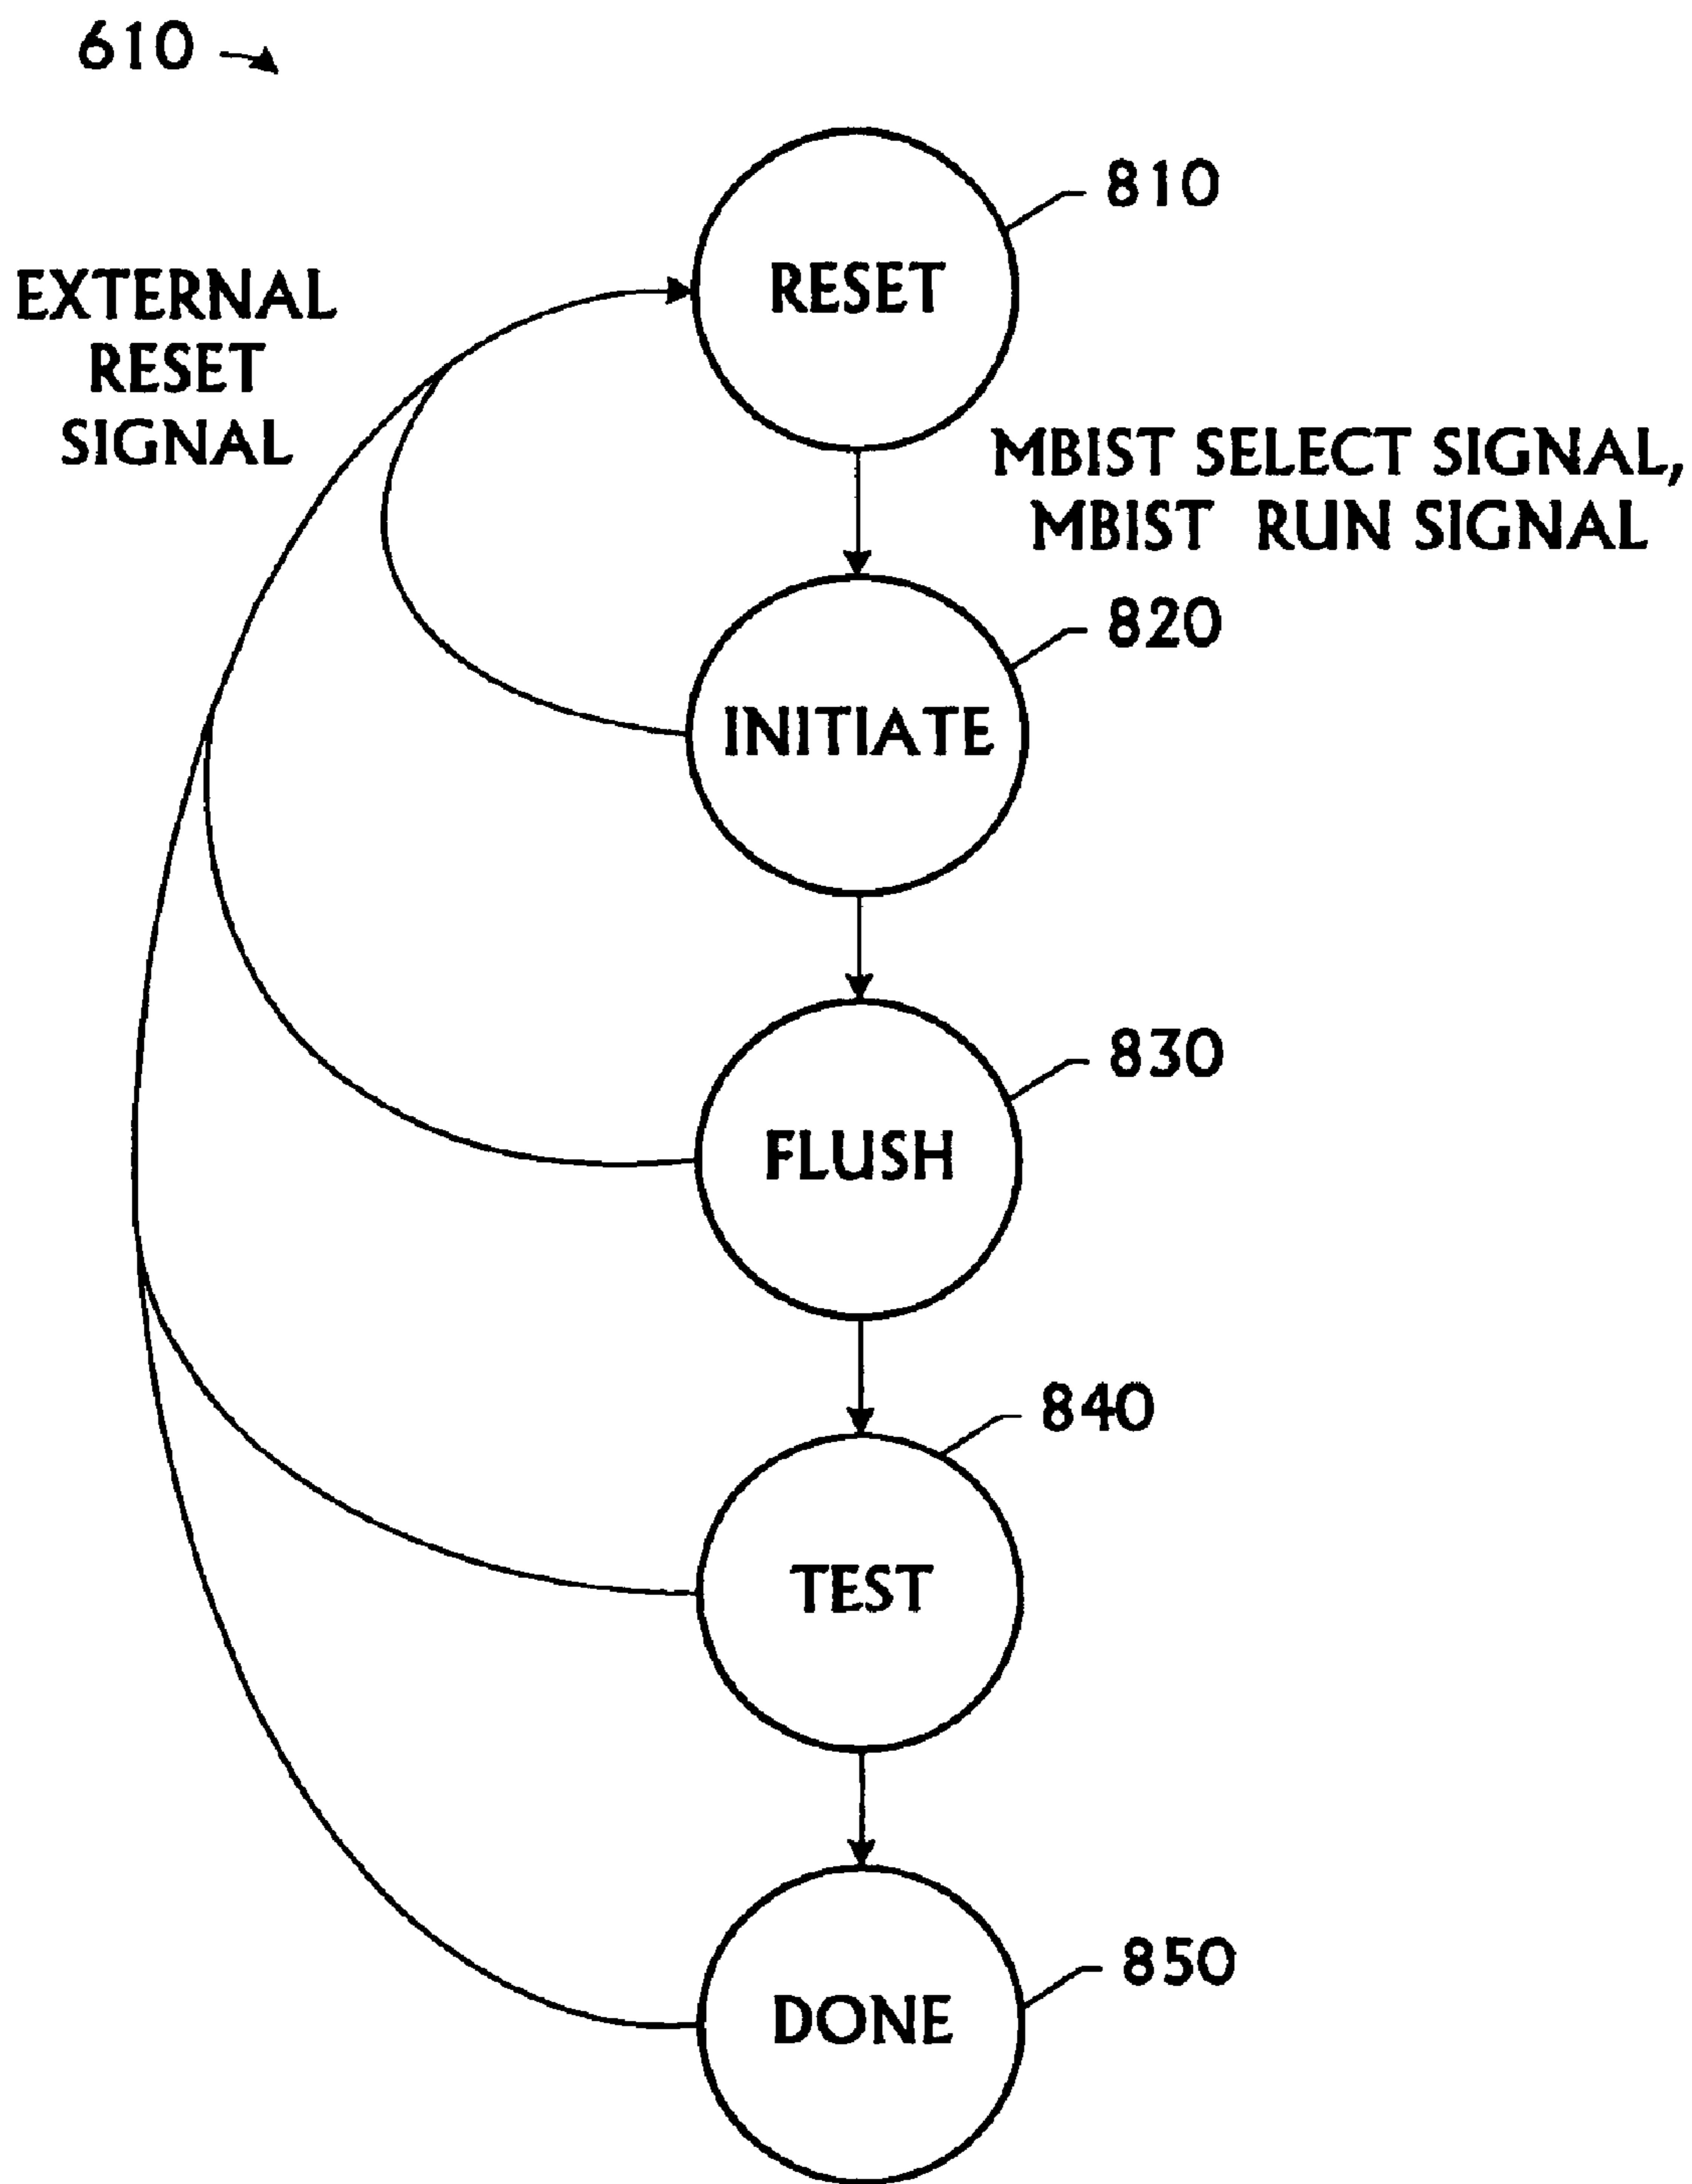 610
810
RESET
EXTERNAL
RESET
SIGNAL
MBIST SELECT SIGNAL,
MBIST RUN SIGNAL
820
INITIATE
830
FLUSH
840
TEST
850
DONE